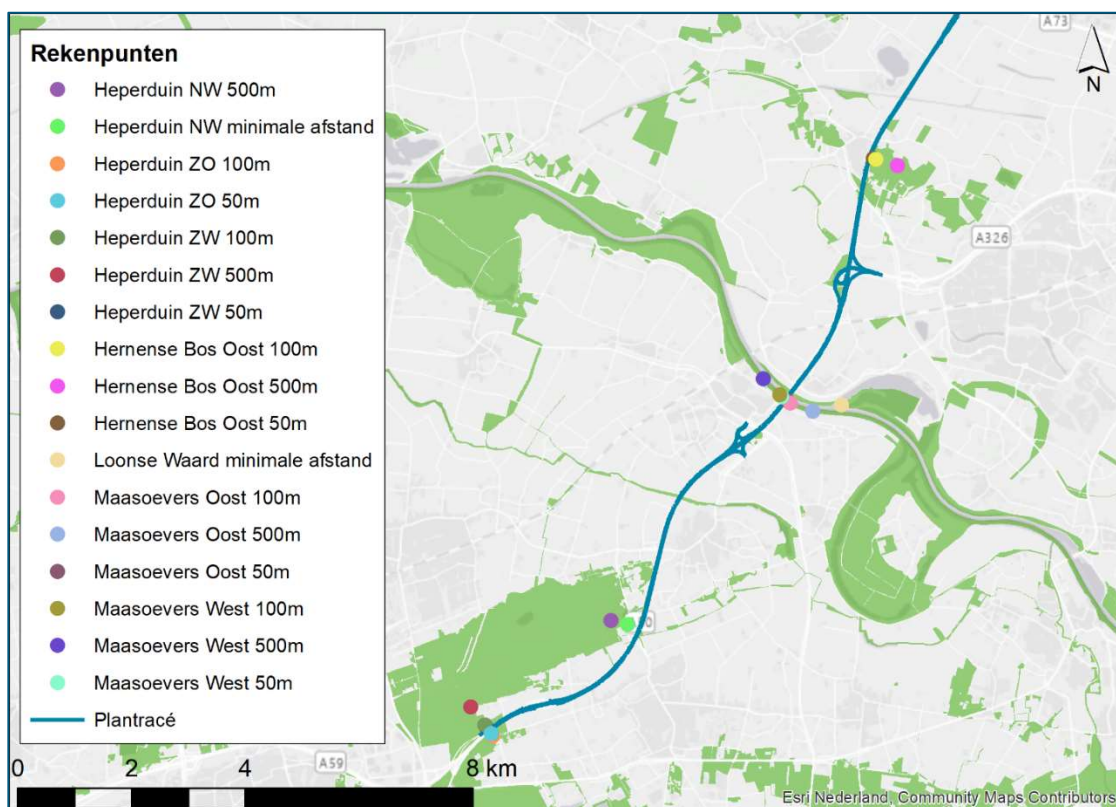 Rekenpunten
Heperduin NW 500m
Heperduin NW minimale afstand
Heperduin ZO 100m
Heperduin ZO 50m
Heperduin ZW 100m
Heperduin ZW 500m
Heperduin ZW 50m
Hernense Bos Oost 100m
Hernense Bos Oost 500m
Hernense Bos Oost 50m
Loonse Waard minimale afstand
Maasoevers Oost 100m
Maasoevers Oost 500m
Maasoevers Oost 50m
Maasoevers West 100m
Maasoevers West 500m
Maasoevers West 50m
Plantracé
A73
N
A326
A59
0 2 4 8 km
Esri Nederland, Community Maps Contributors